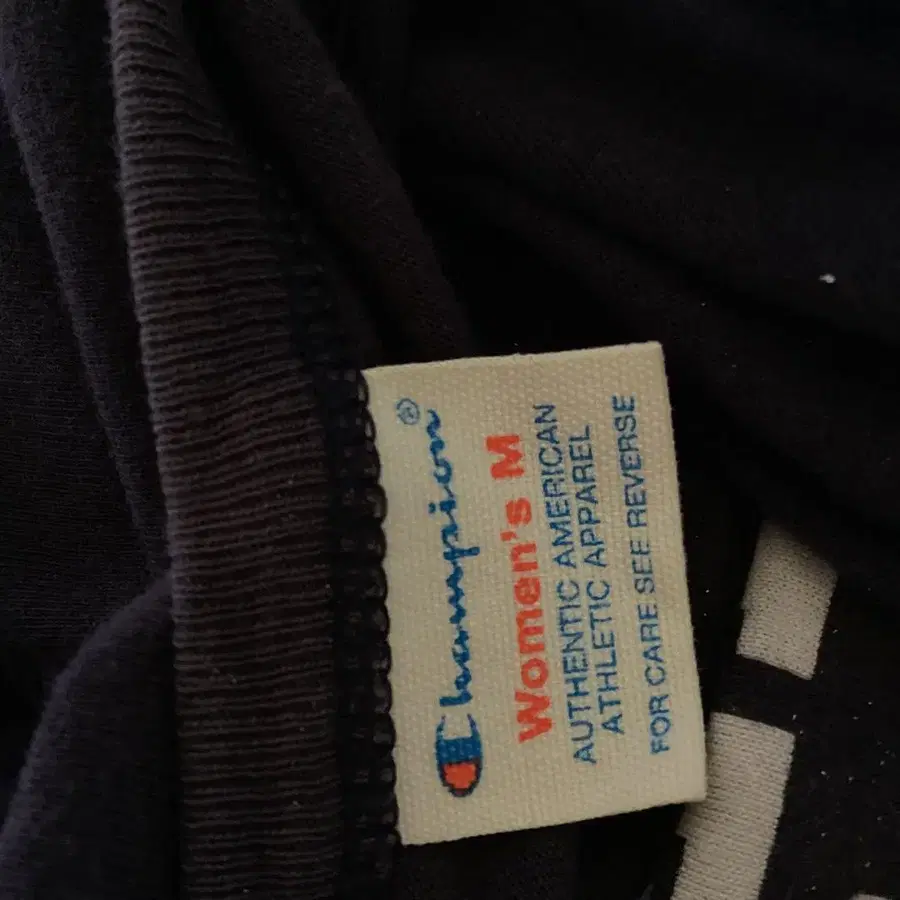 Champion®
Women's M
AUTHENTIC AMERICAN
ATHLETIC APPAREL
FOR CARE SEE REVERSE